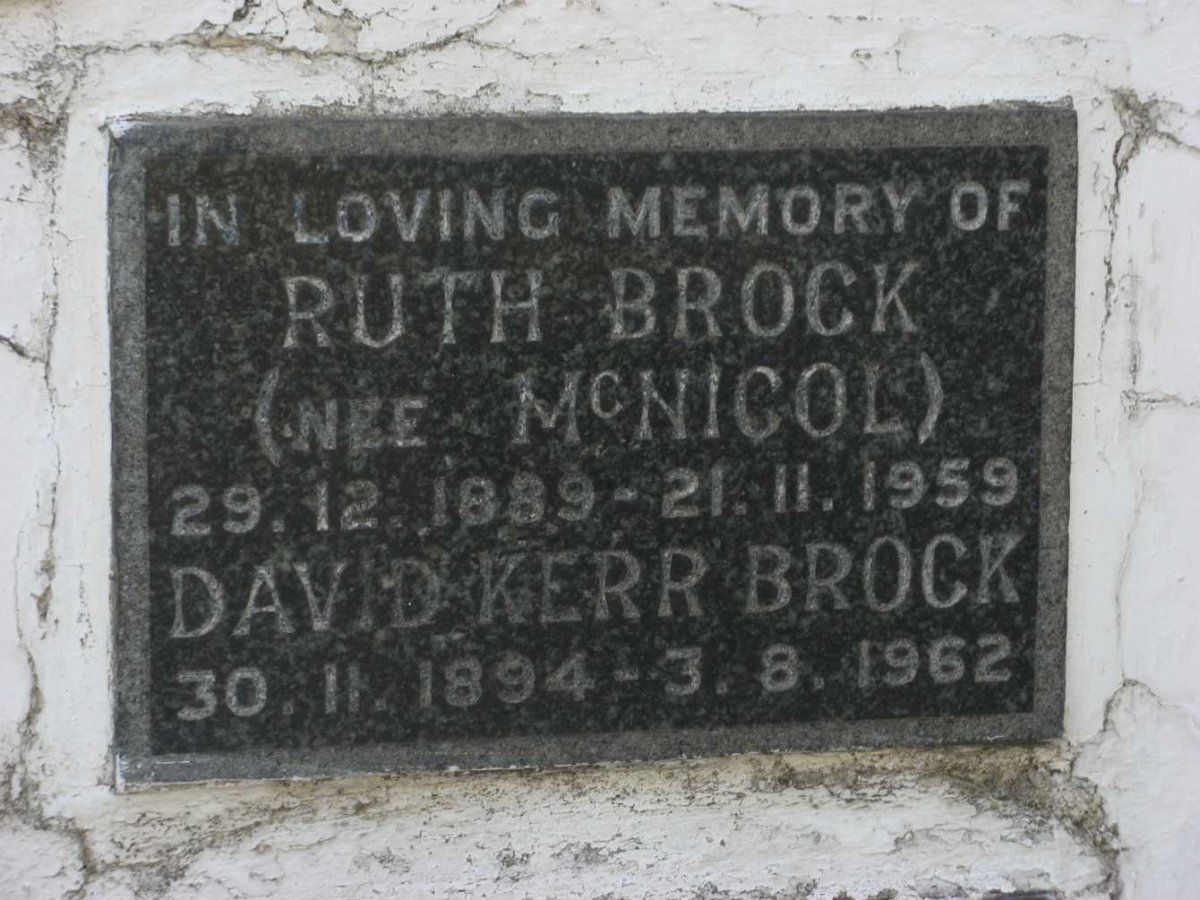 IN LOVING MEMORY OF
RUTH BROCK
(NEE McNICOL)
29. 12. 1889 - 21. 11. 1959
DAVID KERR BROCK
30. 11. 1894 - 3. 8. 1962